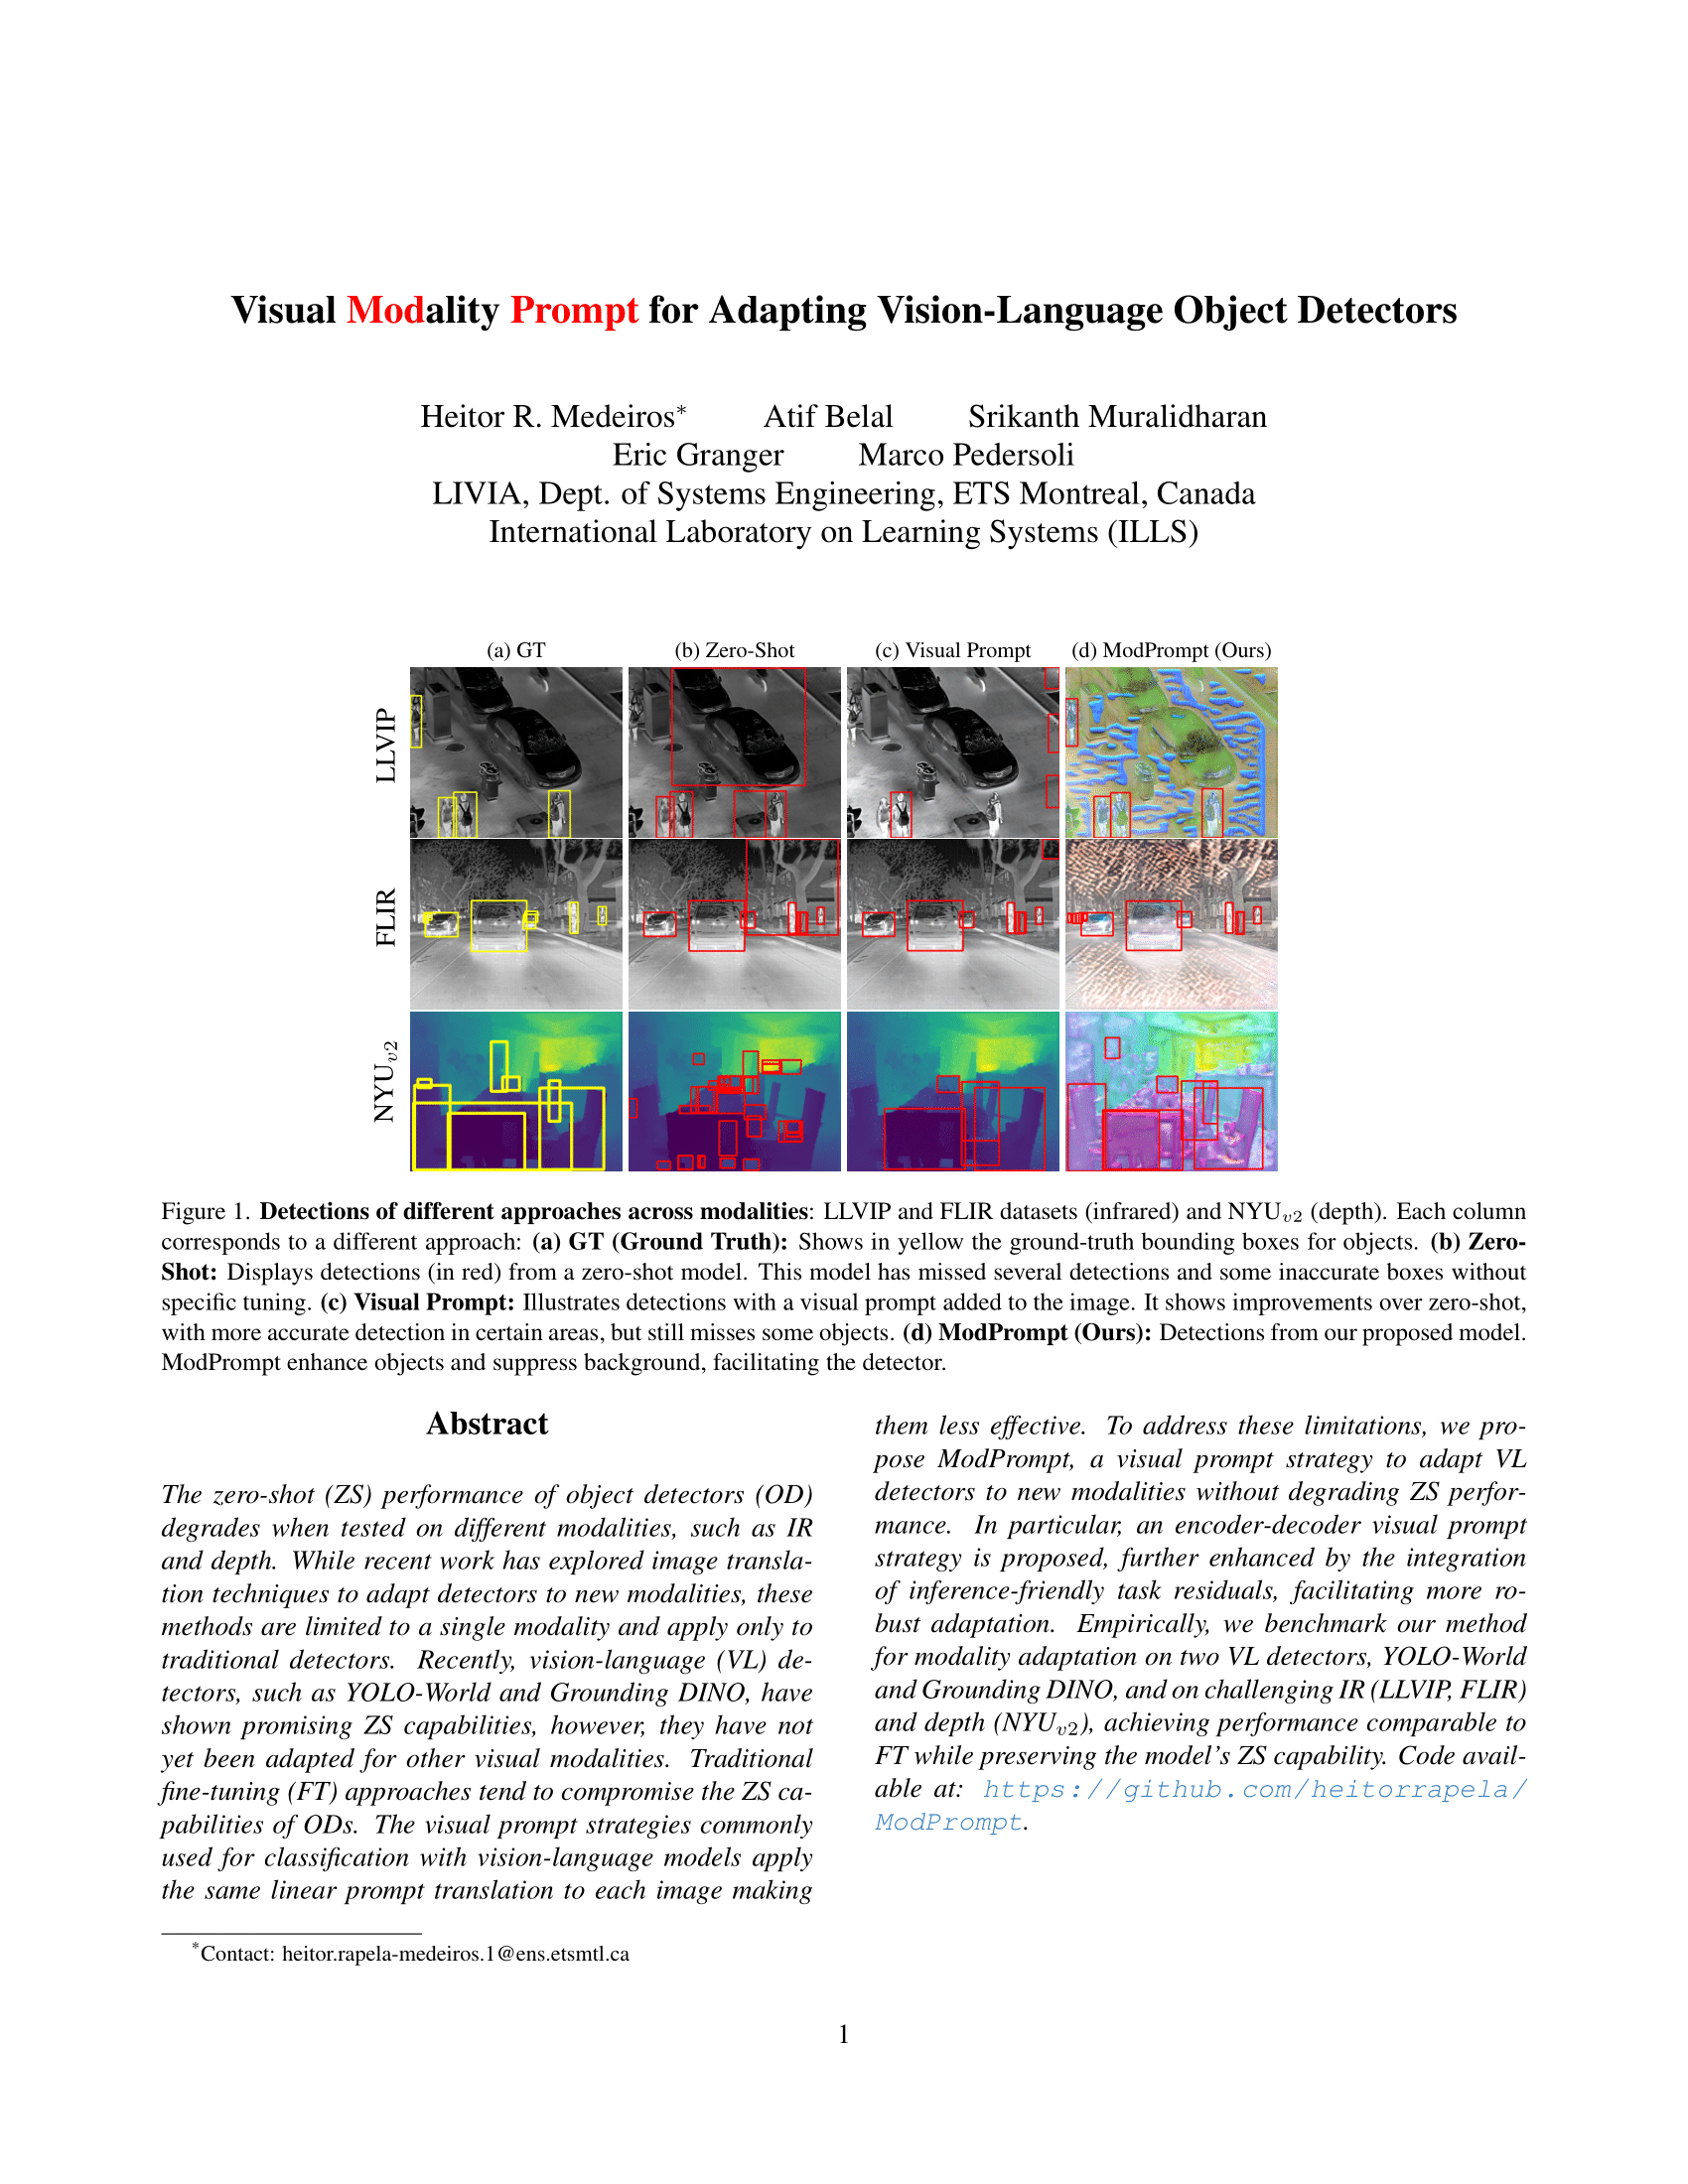 Visual Modality Prompt for Adapting Vision-Language Object Detectors
Heitor R. Medeiros* Atif Belal Srikanth Muralidharan
Eric Granger Marco Pedersoli
LIVIA, Dept. of Systems Engineering, ETS Montreal, Canada
International Laboratory on Learning Systems (ILLS)
(a) GT (b) Zero-Shot (c) Visual Prompt (d) ModPrompt (Ours)
LLVIP
FLIR
NYUv2
Figure 1. Detections of different approaches across modalities: LLVIP and FLIR datasets (infrared) and NYUv2 (depth). Each column
corresponds to a different approach: (a) GT (Ground Truth): Shows in yellow the ground-truth bounding boxes for objects. (b) Zero-
Shot: Displays detections (in red) from a zero-shot model. This model has missed several detections and some inaccurate boxes without
specific tuning. (c) Visual Prompt: Illustrates detections with a visual prompt added to the image. It shows improvements over zero-shot,
with more accurate detection in certain areas, but still misses some objects. (d) ModPrompt (Ours): Detections from our proposed model.
ModPrompt enhance objects and suppress background, facilitating the detector.
Abstract
The zero-shot (ZS) performance of object detectors (OD)
degrades when tested on different modalities, such as IR
and depth. While recent work has explored image transla-
tion techniques to adapt detectors to new modalities, these
methods are limited to a single modality and apply only to
traditional detectors. Recently, vision-language (VL) de-
tectors, such as YOLO-World and Grounding DINO, have
shown promising ZS capabilities, however, they have not
yet been adapted for other visual modalities. Traditional
fine-tuning (FT) approaches tend to compromise the ZS ca-
pabilities of ODs. The visual prompt strategies commonly
used for classification with vision-language models apply
the same linear prompt translation to each image making
them less effective. To address these limitations, we pro-
pose ModPrompt, a visual prompt strategy to adapt VL
detectors to new modalities without degrading ZS perfor-
mance. In particular, an encoder-decoder visual prompt
strategy is proposed, further enhanced by the integration
of inference-friendly task residuals, facilitating more ro-
bust adaptation. Empirically, we benchmark our method
for modality adaptation on two VL detectors, YOLO-World
and Grounding DINO, and on challenging IR (LLVIP, FLIR)
and depth (NYUv2), achieving performance comparable to
FT while preserving the model's ZS capability. Code avail-
able at: https://github.com/heitorrapela/
ModPrompt.
*Contact: heitor.rapela-medeiros.1@ens.etsmtl.ca
1